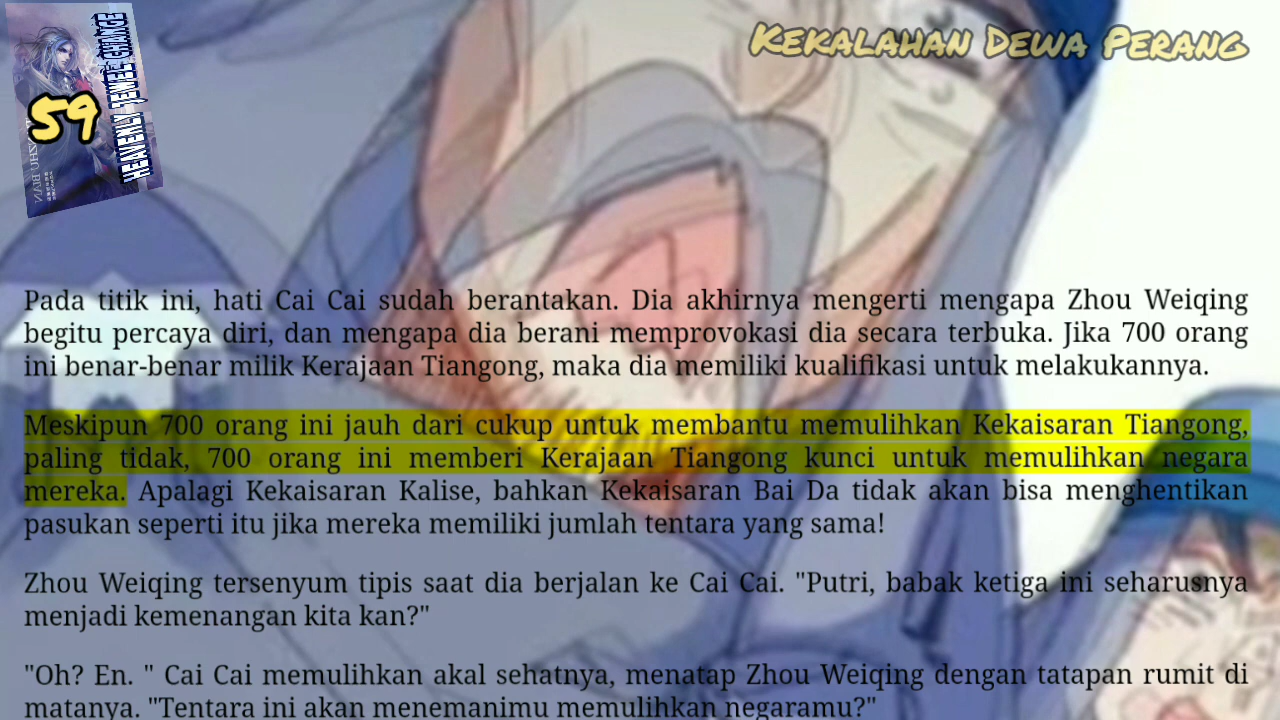 Kekalahan Dewa Perang
59
HEAVENLY JEWEL CHANGE
Pada titik ini, hati Cai Cai sudah berantakan. Dia akhirnya mengerti mengapa Zhou Weiqing
begitu percaya diri, dan mengapa dia berani memprovokasi dia secara terbuka. Jika 700 orang
ini benar-benar milik Kerajaan Tiangong, maka dia memiliki kualifikasi untuk melakukannya.
Meskipun 700 orang ini jauh dari cukup untuk membantu memulihkan Kekaisaran Tiangong,
paling tidak, 700 orang ini memberi Kerajaan Tiangong kunci untuk memulihkan negara
mereka. Apalagi Kekaisaran Kalise, bahkan Kekaisaran Bai Da tidak akan bisa menghentikan
pasukan seperti itu jika mereka memiliki jumlah tentara yang sama!
Zhou Weiqing tersenyum tipis saat dia berjalan ke Cai Cai. "Putri, babak ketiga ini seharusnya
menjadi kemenangan kita kan?"
"Oh? En. " Cai Cai memulihkan akal sehatnya, menatap Zhou Weiqing dengan tatapan rumit di
matanya. "Tentara ini akan menemanimu memulihkan negaramu?"